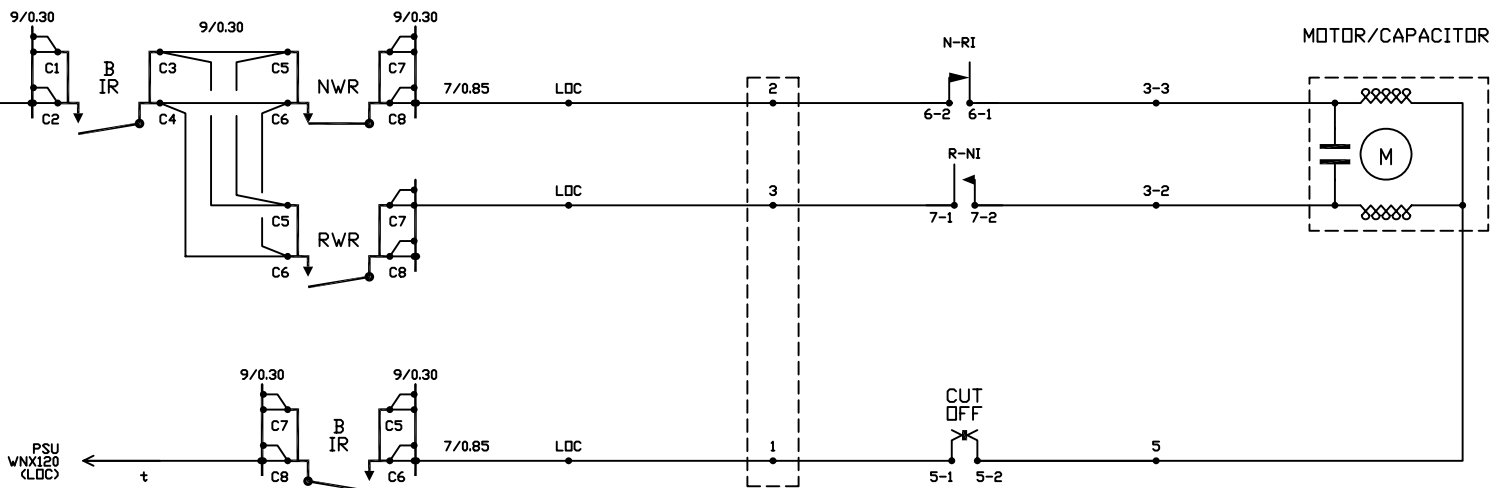 9/0.30
9/0.30
9/0.30
N-RI
MOTOR/CAPACITOR
C1
B
IR
C3
C5
C7
NWR
7/0.85
LOC
2
3-3
C2
C4
C6
C8
6-2
6-1
R-NI
M
LOC
3
3-2
C5
C7
7-1
7-2
RWR
C6
C8
9/0.30
9/0.30
CUT
OFF
C7
B
IR
C5
PSU
WNX120
(LOC)
7/0.85
LOC
1
5
t
C8
C6
5-1
5-2